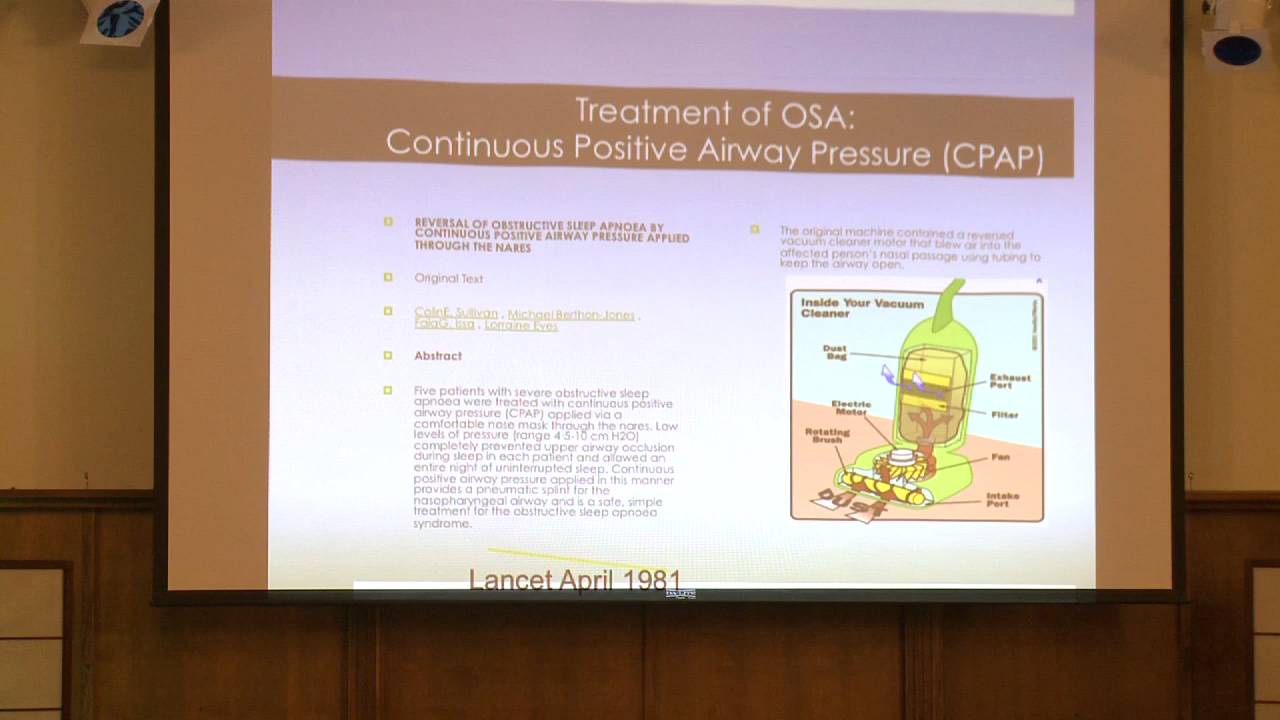 Treatment of OSA:
Continuous Positive Airway Pressure (CPAP)
REVERSAL OF OBSTRUCTIVE SLEEP APNOEA BY
CONTINUOUS POSITIVE AIRWAY PRESSURE APPLIED
THROUGH THE NARES
Original Text
ColinE. Sullivan , Michael Berthon-Jones ,
FaiqG. Issa , Lorraine Eves
Abstract
Five patients with severe obstructive sleep
apnoea were treated with continuous positive
airway pressure (CPAP) applied via a
comfortable nose mask through the nares. Low
levels of pressure (range 4·5-10 cm H2O)
completely prevented upper airway occlusion
during sleep in each patient and allowed an
entire night of uninterrupted sleep. Continuous
positive airway pressure applied in this manner
provides a pneumatic splint for the
nasopharyngeal airway and is a safe, simple
treatment for the obstructive sleep apnoea
syndrome.
Lancet April 1981
The original machine contained a reversed
vacuum cleaner motor that blew air into the
affected person's nasal passage using tubing to
keep the airway open.
Inside Your Vacuum
Cleaner
Dust
Bag
Exhaust
Port
Electric
Motor
Filter
Rotating
Brush
Fan
Intake
Port
DUST